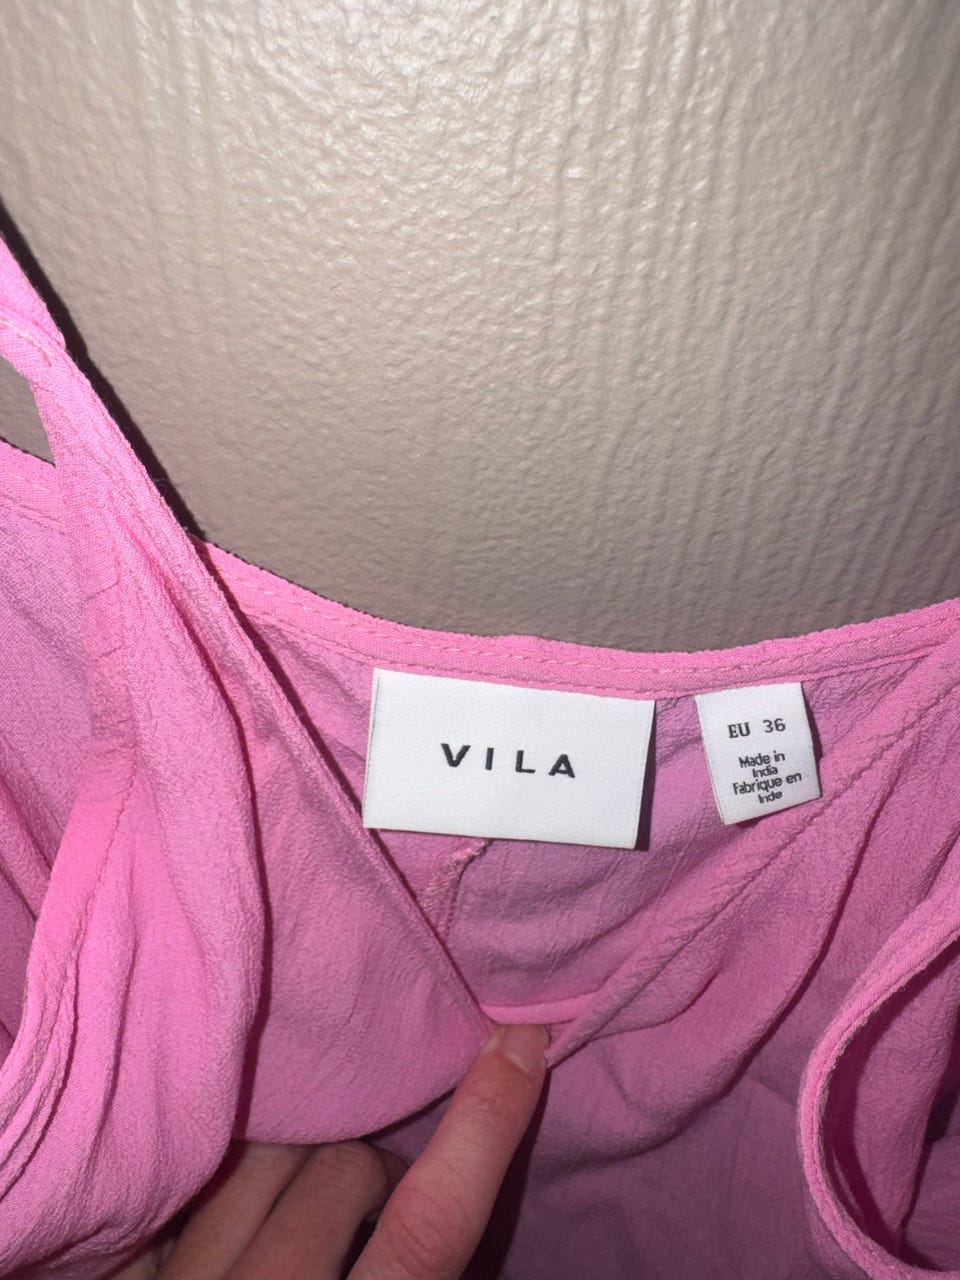 VILA
EU 36
Made in
India
Fabrique en
Inde